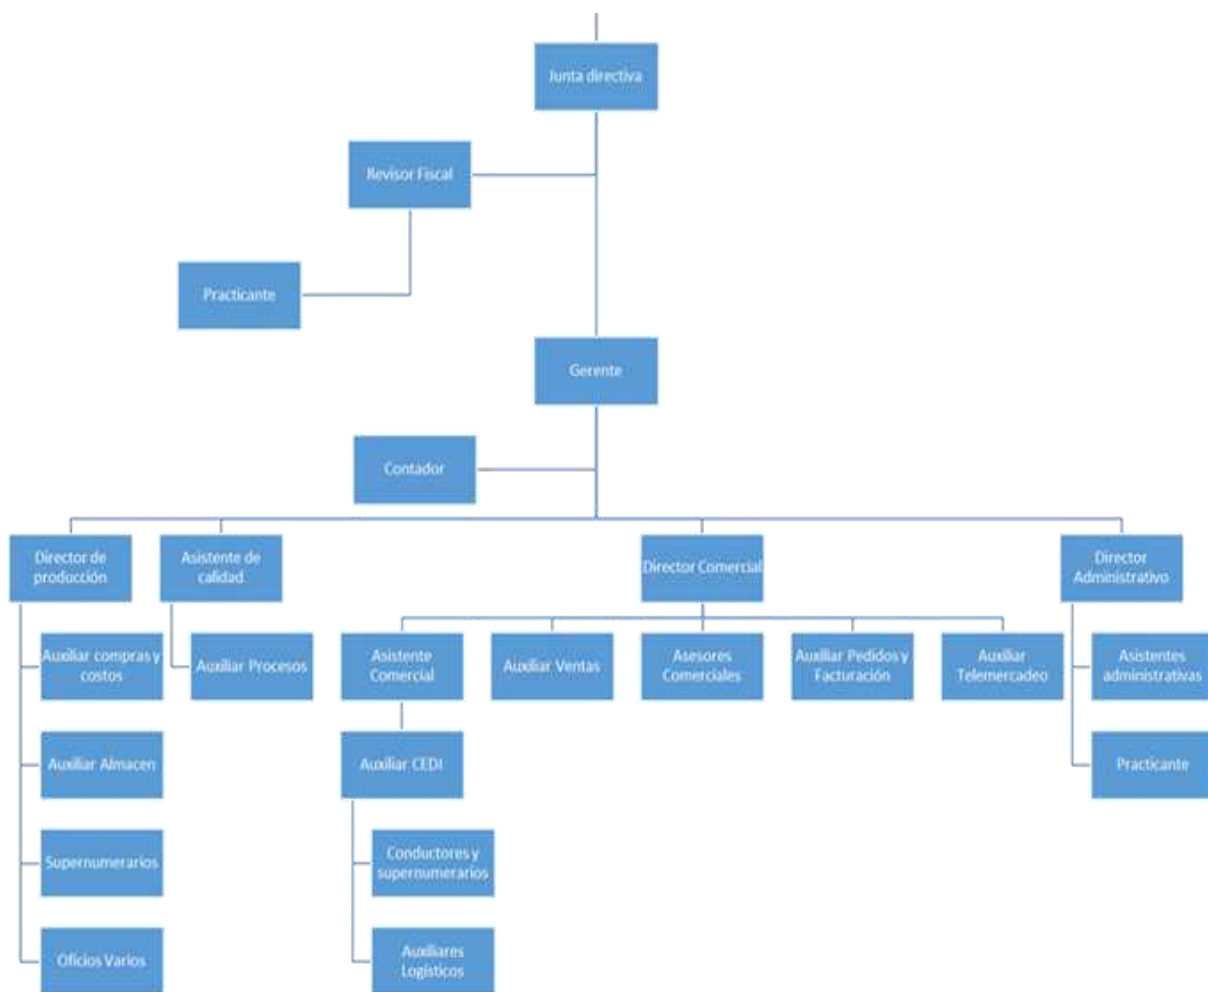 Junta directiva
Revisor Fiscal
Practicante
Gerente
Contador
Director de
producción
Asistente de
calidad
Director Comercial
Director
Administrativo
Auxiliar compras y
costos
Auxiliar Procesos
Asistente
Comercial
Auxiliar Ventas
Asesores
Comerciales
Auxiliar Pedidos y
Facturación
Auxiliar
Telemercadeo
Asistentes
administrativas
Auxiliar Almacen
Auxiliar CEDI
Practicante
Supernumerarios
Conductores y
supernumerarios
Oficios Varios
Auxiliares
Logísticos